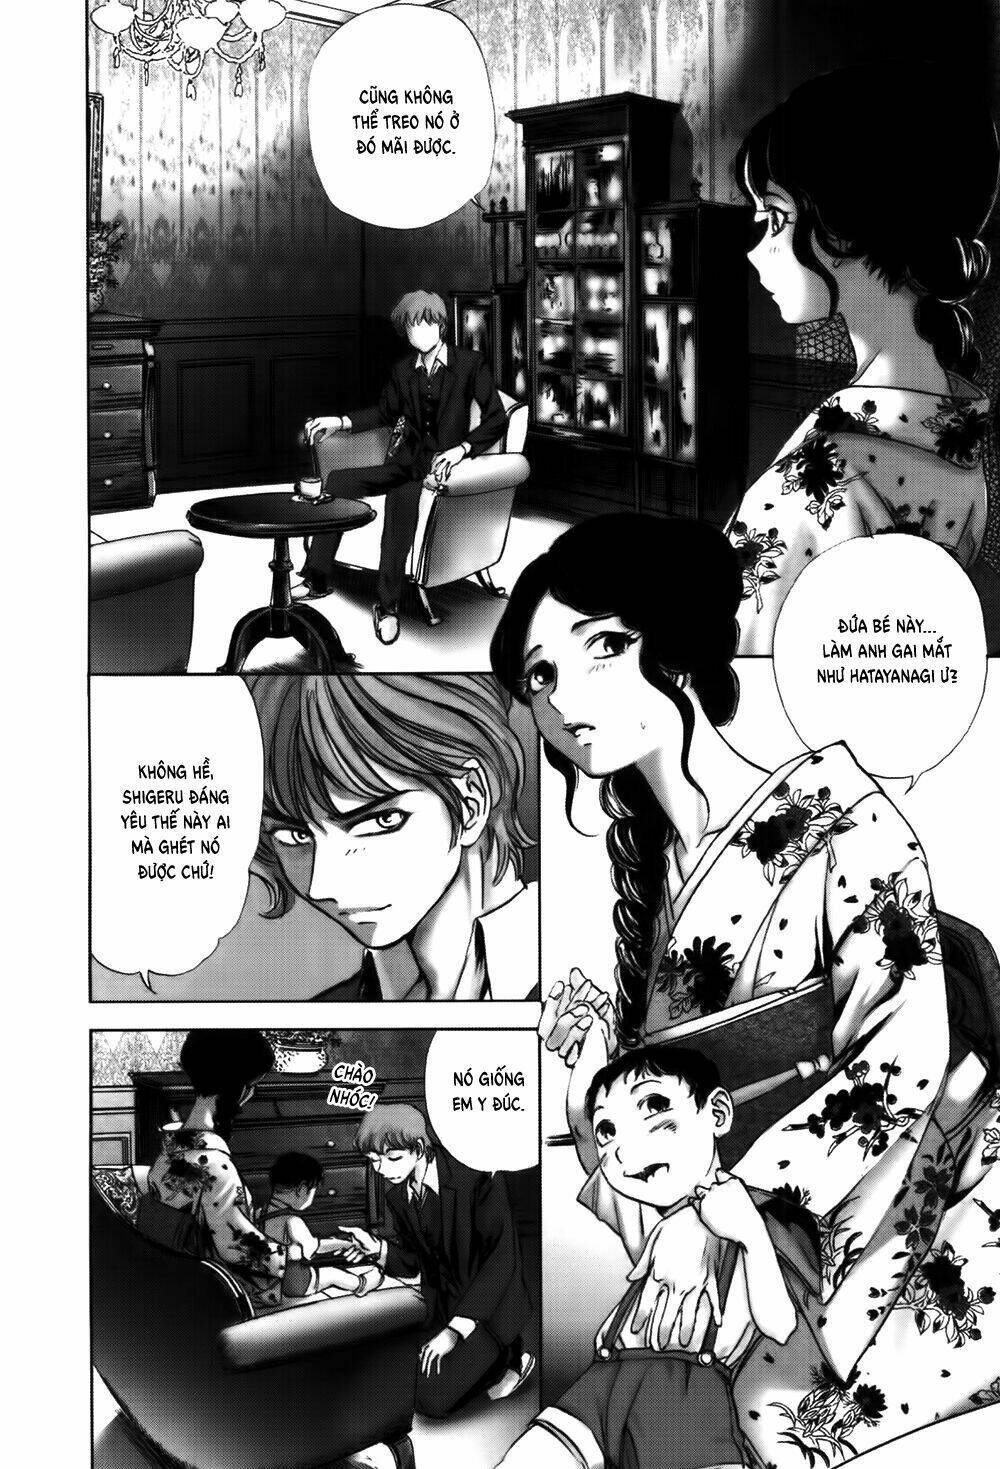 CŨNG KHÔNG
THỂ TREO NÓ Ở
ĐÓ MÃI ĐƯỢC.
ĐỨA BÉ NÀY...
LÀM ANH GAI MẮT
NHƯ HATAYANAGI Ư?
KHÔNG HỀ,
SHIGERU ĐÁNG
YÊU THẾ NÀY AI
MÀ GHÉT NÓ
ĐƯỢC CHỨ!
CHÀO
NHÓC!
NÓ GIỐNG
EM Y ĐÚC.